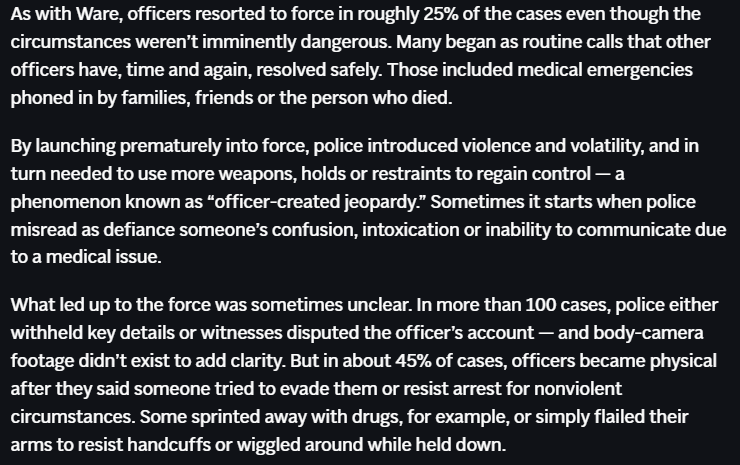 As with Ware, officers resorted to force in roughly 25% of the cases even though the
circumstances weren’t imminently dangerous. Many began as routine calls that other
officers have, time and again, resolved safely. Those included medical emergencies
phoned in by families, friends or the person who died.
By launching prematurely into force, police introduced violence and volatility, and in
turn needed to use more weapons, holds or restraints to regain control — a
phenomenon known as “officer-created jeopardy.” Sometimes it starts when police
misread as defiance someone’s confusion, intoxication or inability to communicate due
to a medical issue.
What led up to the force was sometimes unclear. In more than 100 cases, police either
withheld key details or witnesses disputed the officer’s account — and body-camera
footage didn’t exist to add clarity. But in about 45% of cases, officers became physical
after they said someone tried to evade them or resist arrest for nonviolent
circumstances. Some sprinted away with drugs, for example, or simply flailed their
arms to resist handcuffs or wiggled around while held down.